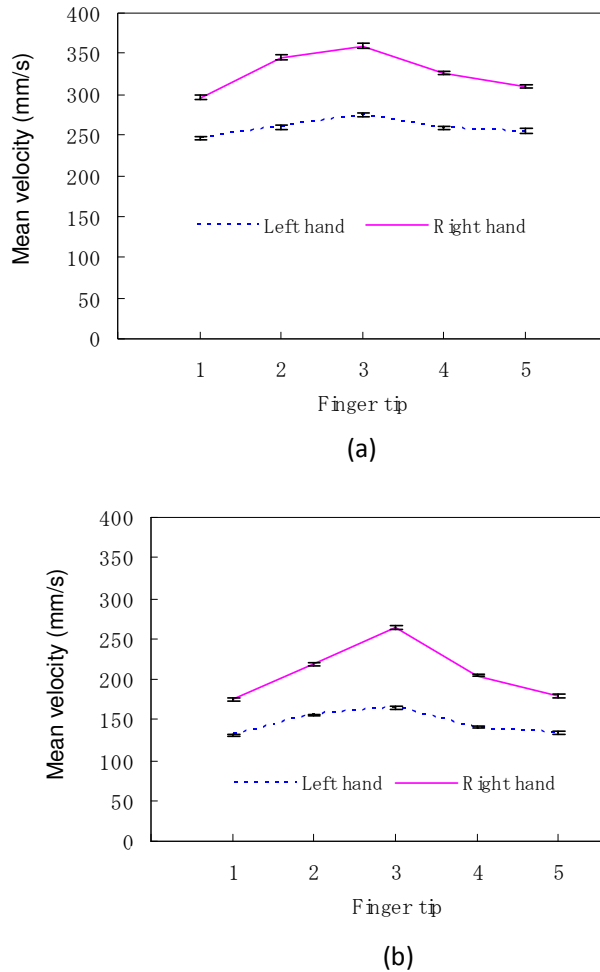 400
350
300
250
200
150
100
50
0
Mean velocity (mm/s)
Left hand Right hand
1 2 3 4 5
Finger tip
(a)
400
350
300
250
200
150
100
50
0
Mean velocity (mm/s)
Left hand Right hand
1 2 3 4 5
Finger tip
(b)